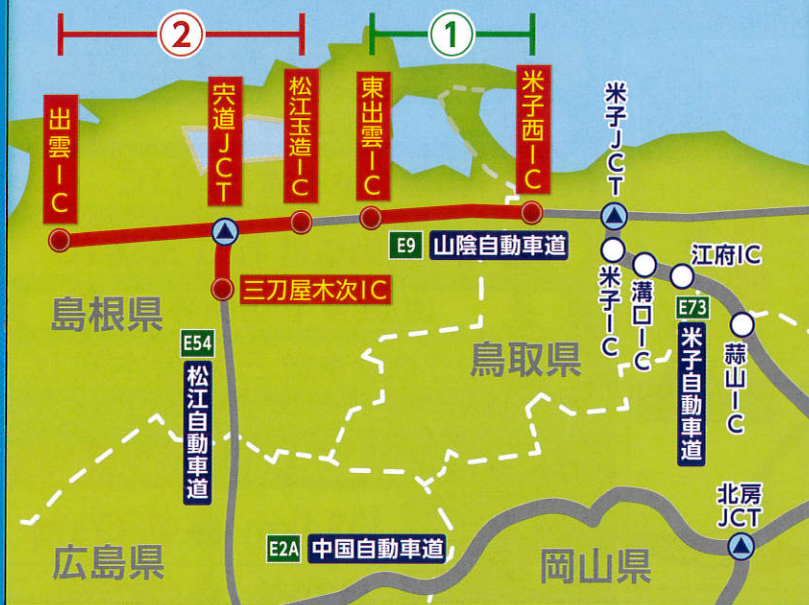 ②
①
出雲IC
宍道JCT
松江玉造IC
東出雲IC
米子西IC
米子JCT
E9 山陰自動車道
三刀屋木次IC
米子IC
溝口IC
江府IC
E73
米子自動車道
蒜山IC
島根県
鳥取県
E54
松江自動車道
北房
JCT
E2A 中国自動車道
広島県
岡山県